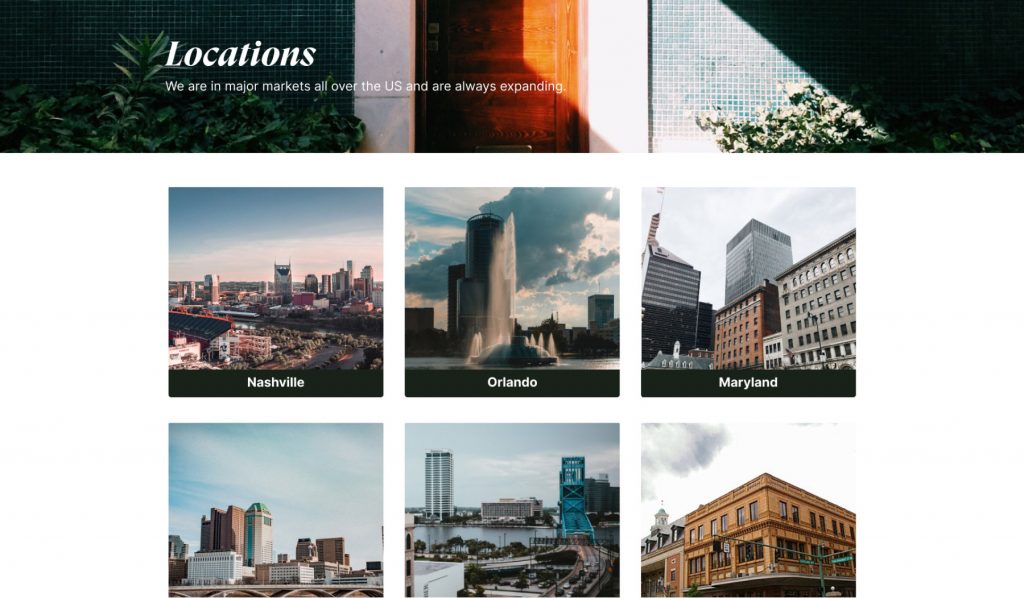 Locations
We are in major markets all over the US and are always expanding.
Nashville
Orlando
Maryland